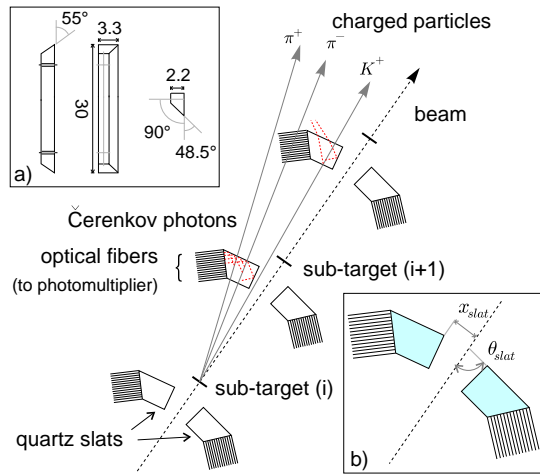 charged particles
55°
3.3
π⁺
π⁻
K⁺
2.2
beam
30
90°
48.5°
a)
Čerenkov photons
optical fibers
(to photomultiplier)
{
sub-target (i+1)
x_slat
θ_slat
sub-target (i)
quartz slats
b)